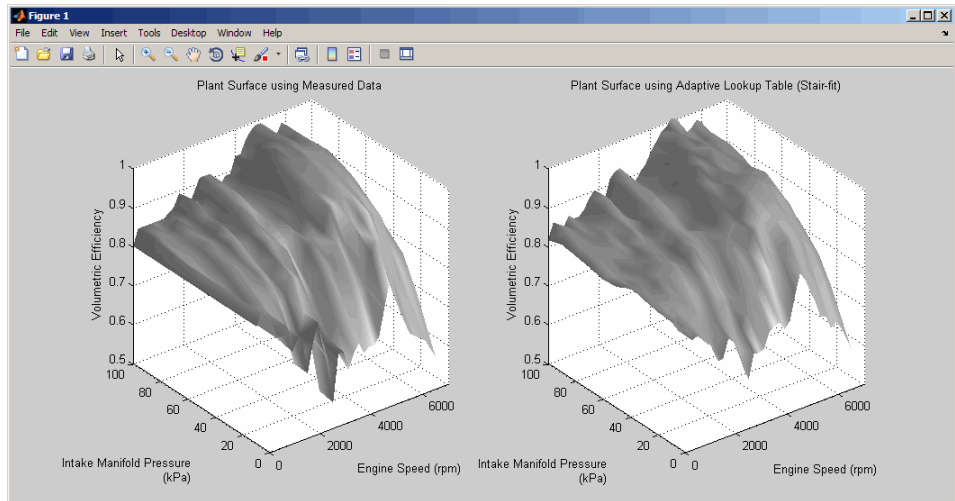 Figure 1
File Edit View Insert Tools Desktop Window Help
Plant Surface using Measured Data
1
0.9
0.8
0.7
0.6
0.5
Volumetric Efficiency
100
80
60
40
20
0
Intake Manifold Pressure
(kPa)
0
2000
4000
6000
Engine Speed (rpm)
Plant Surface using Adaptive Lookup Table (Stair-fit)
1
0.9
0.8
0.7
0.6
0.5
Volumetric Efficiency
100
80
60
40
20
0
Intake Manifold Pressure
(kPa)
0
2000
4000
6000
Engine Speed (rpm)